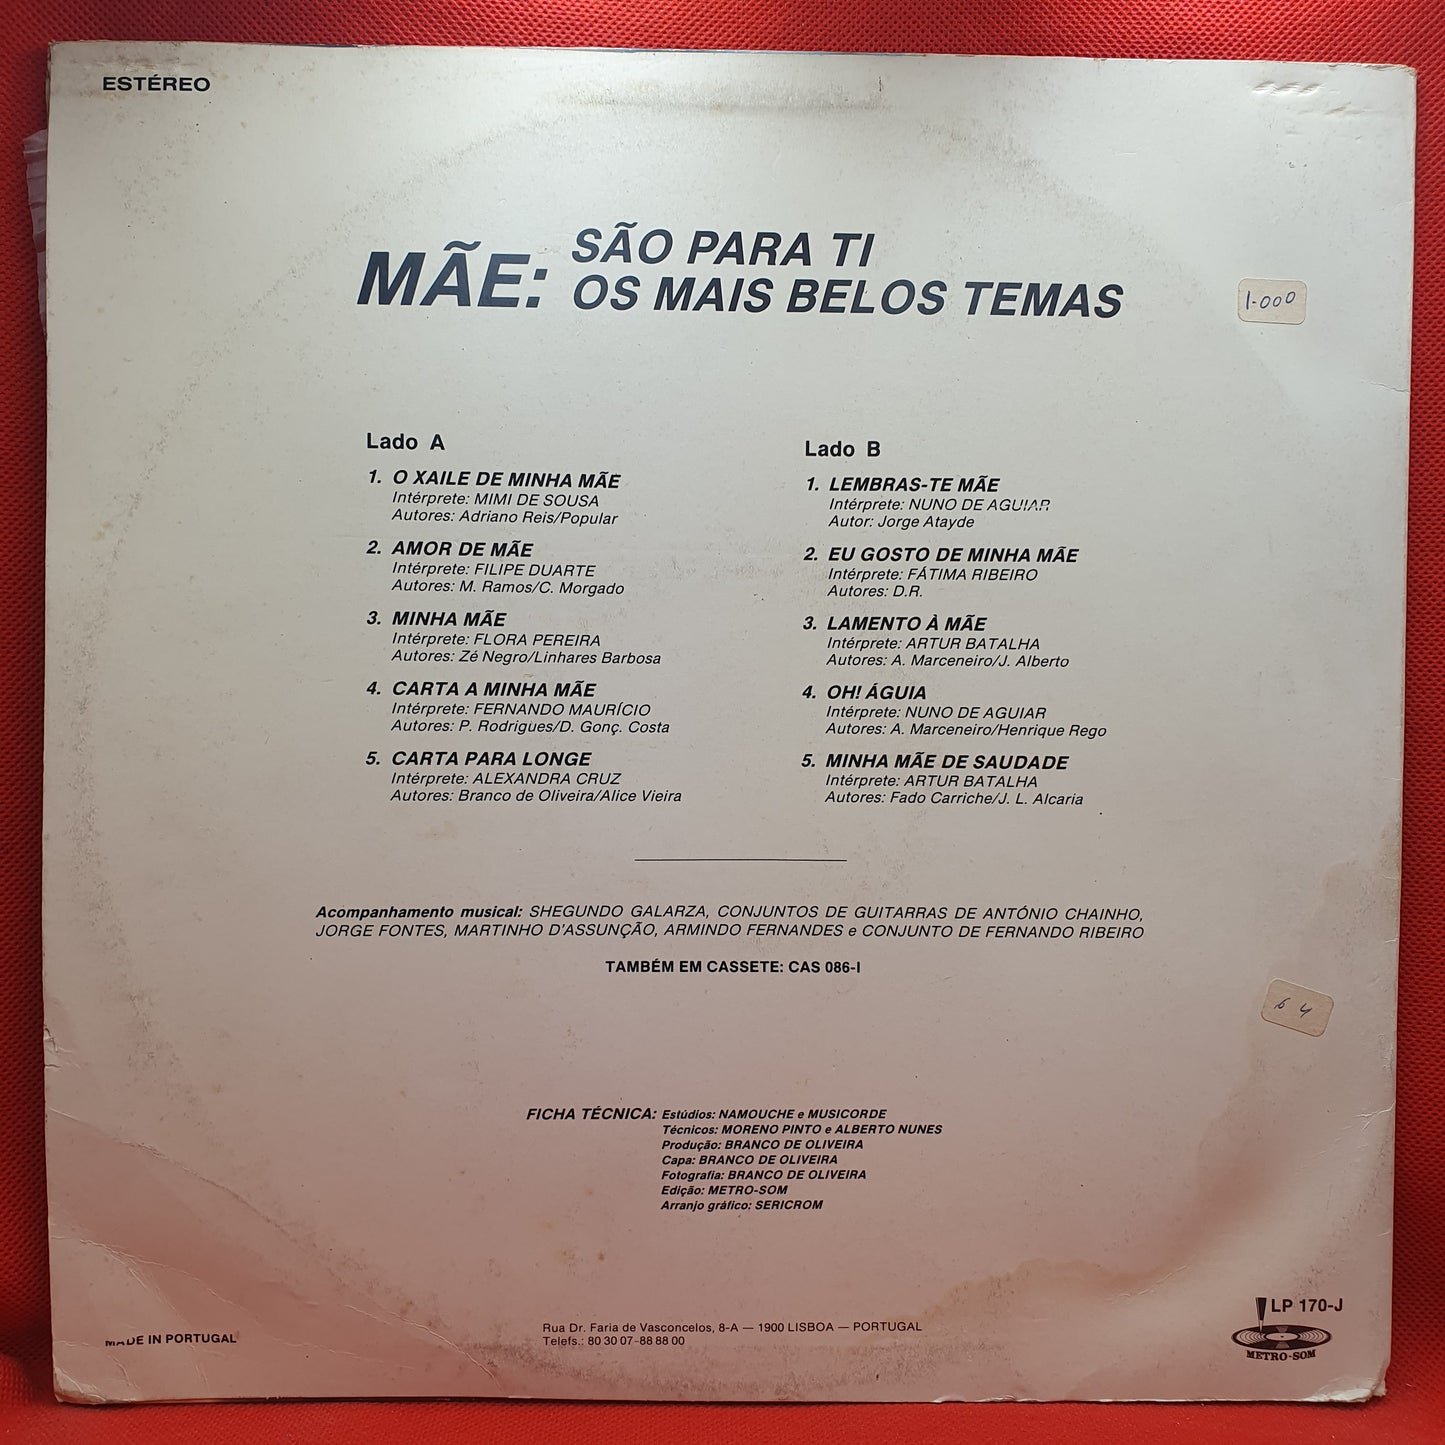 ESTÉREO
MÃE: SÃO PARA TI
OS MAIS BELOS TEMAS
1.000
Lado A
1. O XAILE DE MINHA MÃE
Intérprete: MIMI DE SOUSA
Autores: Adriano Reis/Popular
2. AMOR DE MÃE
Intérprete: FILIPE DUARTE
Autores: M. Ramos/C. Morgado
3. MINHA MÃE
Intérprete: FLORA PEREIRA
Autores: Zé Negro/Linhares Barbosa
4. CARTA A MINHA MÃE
Intérprete: FERNANDO MAURÍCIO
Autores: P. Rodrigues/D. Gonç. Costa
5. CARTA PARA LONGE
Intérprete: ALEXANDRA CRUZ
Autores: Branco de Oliveira/Alice Vieira
Lado B
1. LEMBRAS-TE MÃE
Intérprete: NUNO DE AGUIAR
Autor: Jorge Atayde
2. EU GOSTO DE MINHA MÃE
Intérprete: FÁTIMA RIBEIRO
Autores: D.R.
3. LAMENTO À MÃE
Intérprete: ARTUR BATALHA
Autores: A. Marceneiro/J. Alberto
4. OH! ÁGUIA
Intérprete: NUNO DE AGUIAR
Autores: A. Marceneiro/Henrique Rego
5. MINHA MÃE DE SAUDADE
Intérprete: ARTUR BATALHA
Autores: Fado Carriche/J. L. Alcaria
Acompanhamento musical: SHEGUNDO GALARZA, CONJUNTOS DE GUITARRAS DE ANTÓNIO CHAINHO,
JORGE FONTES, MARTINHO D'ASSUNÇÃO, ARMINDO FERNANDES e CONJUNTO DE FERNANDO RIBEIRO
TAMBÉM EM CASSETE: CAS 086-I
64
FICHA TÉCNICA: Estúdios: NAMOUCHE e MUSICORDE
Técnicos: MORENO PINTO e ALBERTO NUNES
Produção: BRANCO DE OLIVEIRA
Capa: BRANCO DE OLIVEIRA
Fotografia: BRANCO DE OLIVEIRA
Edição: METRO-SOM
Arranjo gráfico: SERICROM
MADE IN PORTUGAL
Rua Dr. Faria de Vasconcelos, 8-A — 1900 LISBOA — PORTUGAL
Telefs.: 80 30 07-88 88 00
LP 170-J
METRO-SOM